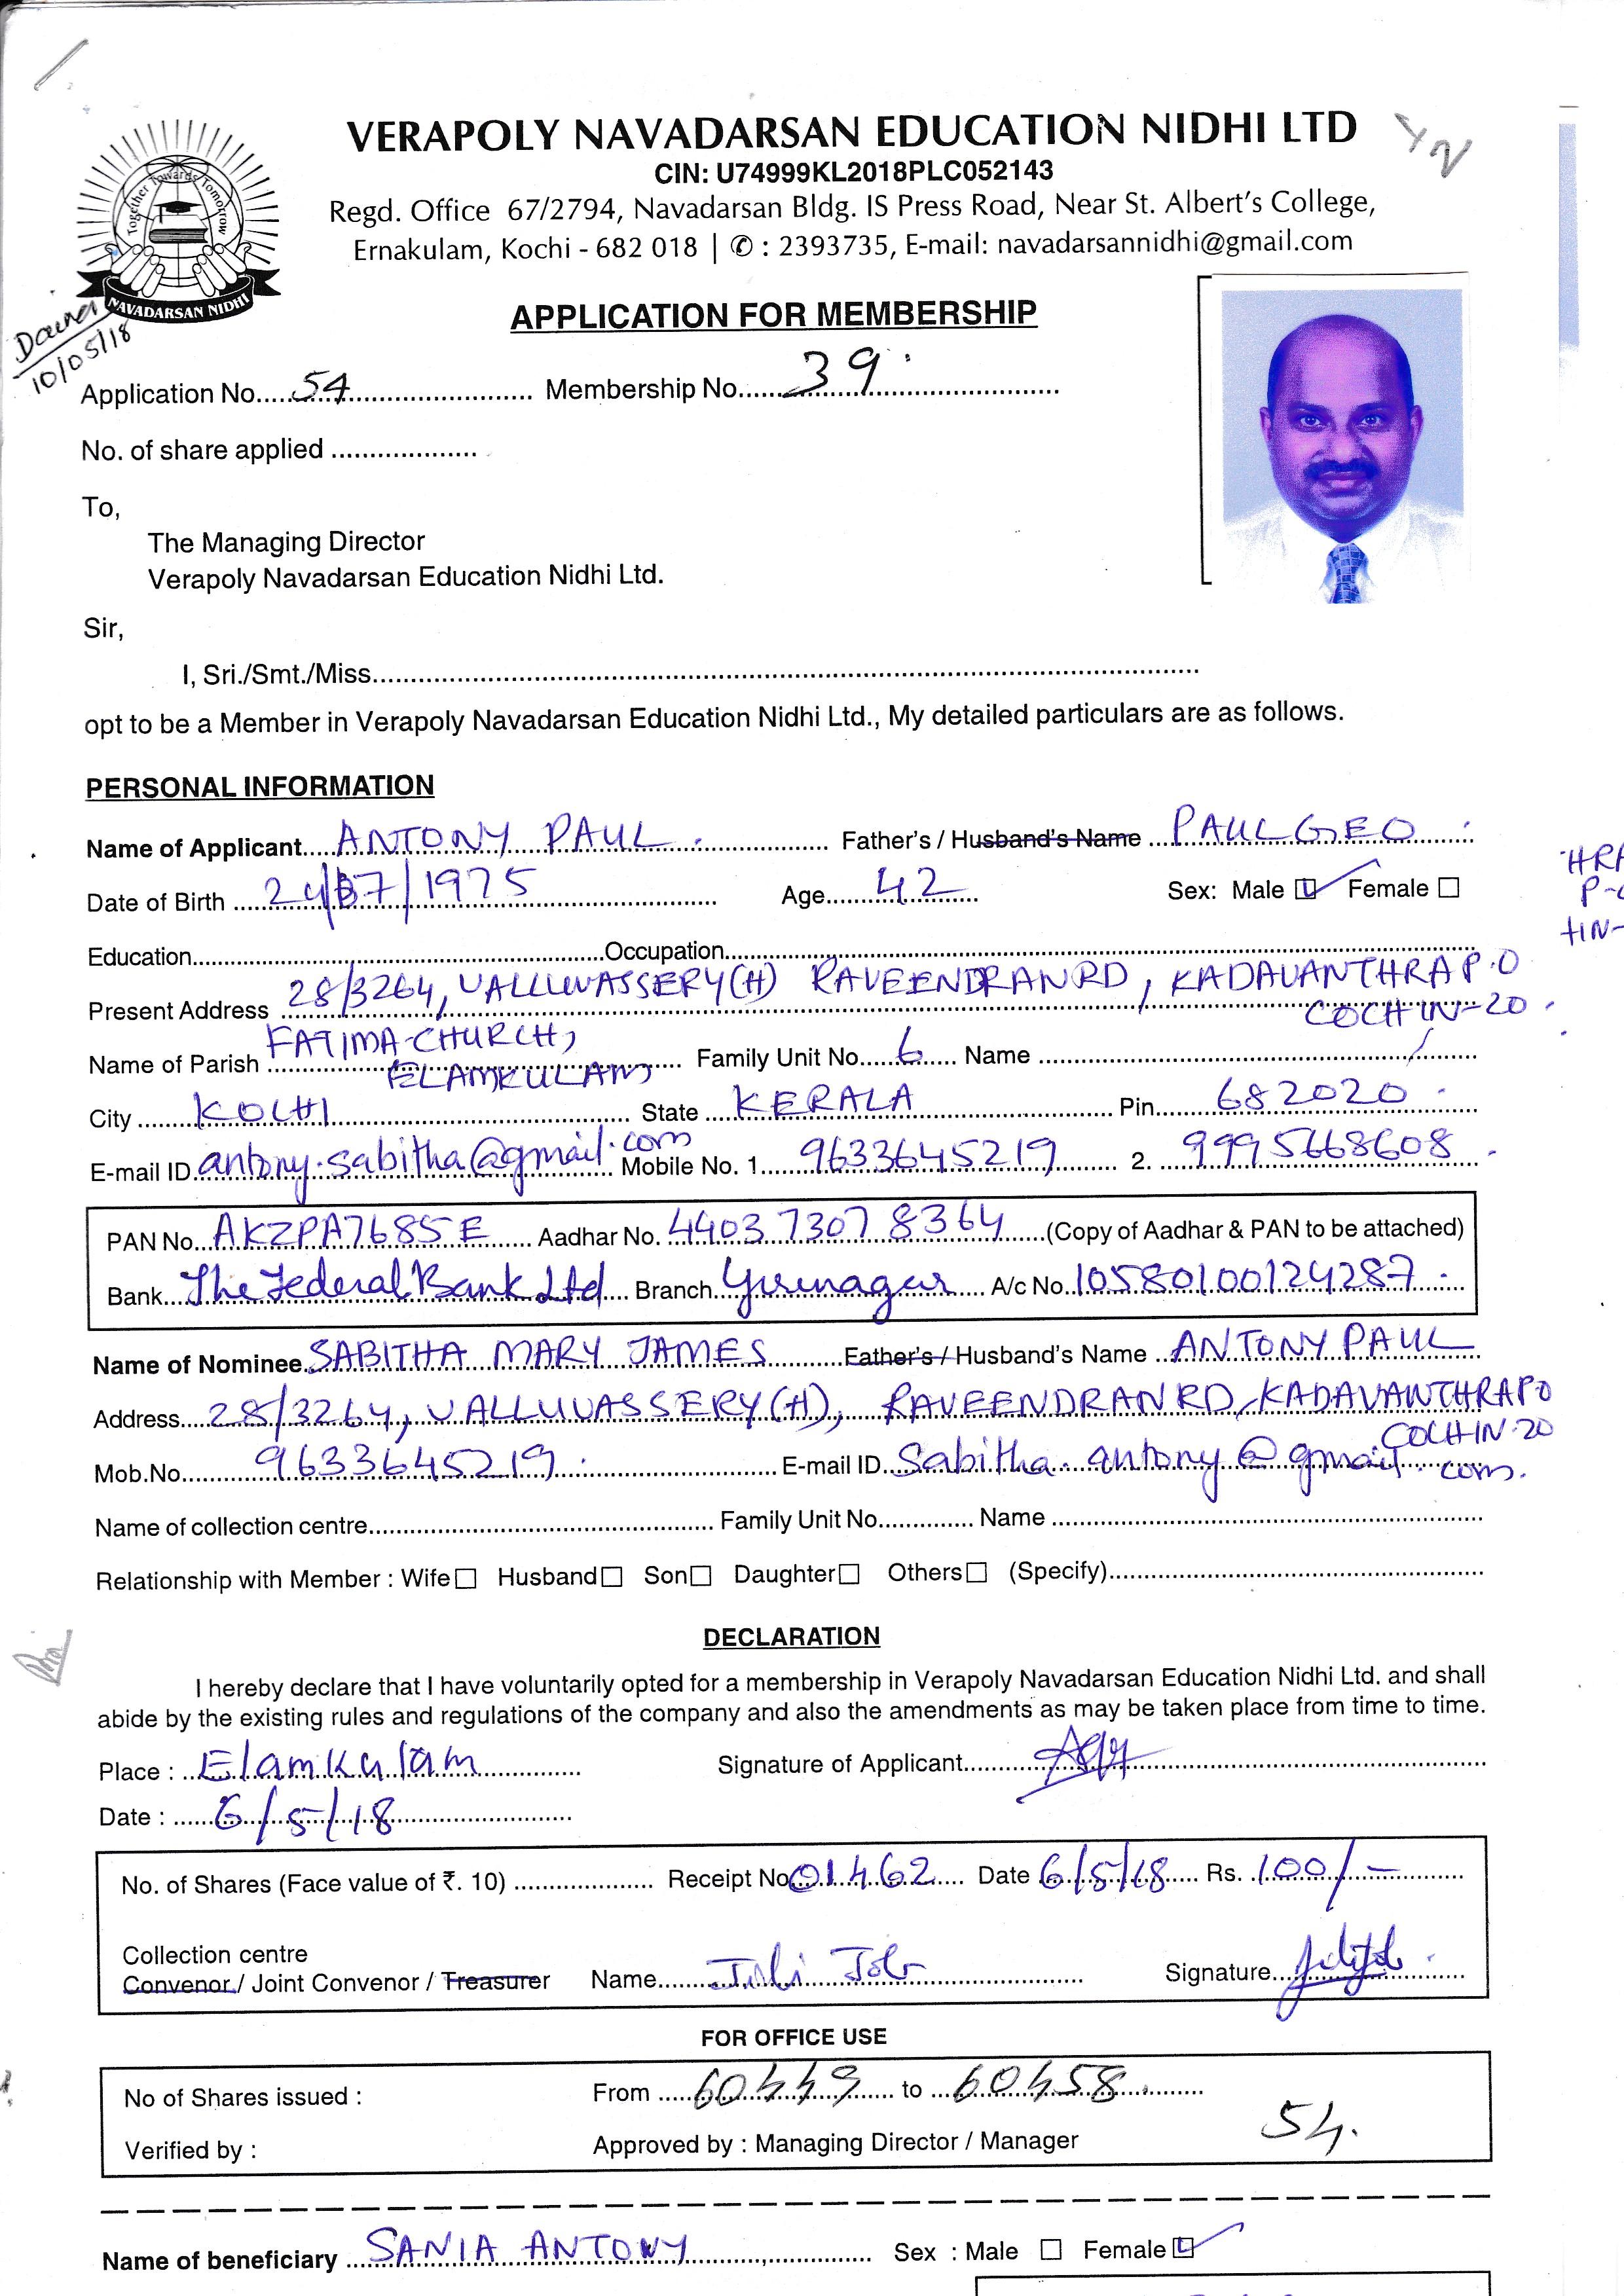 VERAPOLY NAVADARSAN EDUCATION NIDHI LTD
CIN: U74999KL2018PLC052143
Regd. Office 67/2794, Navadarsan Bldg. IS Press Road, Near St. Albert's College,
Ernakulam, Kochi - 682 018 | ✆ : 2393735, E-mail: navadarsannidhi@gmail.com
Together Towards Tomorrow
NAVADARSAN NIDHI
10/05/18
APPLICATION FOR MEMBERSHIP
Application No. 54 Membership No. 39
No. of share applied
To,
The Managing Director
Verapoly Navadarsan Education Nidhi Ltd.
Sir,
I, Sri./Smt./Miss
opt to be a Member in Verapoly Navadarsan Education Nidhi Ltd., My detailed particulars are as follows.
PERSONAL INFORMATION
Name of Applicant ANTONY PAUL Father's / Husband's Name PAUL GEO
Date of Birth 24/07/1975 Age 42 Sex: Male Female
Education Occupation
Present Address 28/3264, VALLUVASSERY(H) RAVEENDRAN RD, KADAVANTHRA P.O
COCHIN-20
Name of Parish FATIMA CHURCH, ELAMKULAM Family Unit No. 6 Name
City KOCHI State KERALA Pin 682020
E-mail ID antony.sabitha@gmail.com Mobile No. 1 9633645219 2. 9995668608
PAN No. AKZPA7685E Aadhar No. 4403 7307 8364 (Copy of Aadhar & PAN to be attached)
Bank The Federal Bank Ltd Branch A/c No. 10580100124287
Name of Nominee SABITHA MARY JAMES Father's / Husband's Name ANTONY PAUL
Address 28/3264, VALLUVASSERY(H), RAVEENDRAN RD, KADAVANTHRA PO
COCHIN-20
Mob.No. 9633645219 E-mail ID Sabitha.antony@gmail.com.
Name of collection centre Family Unit No. Name
Relationship with Member : Wife Husband Son Daughter Others (Specify)
DECLARATION
I hereby declare that I have voluntarily opted for a membership in Verapoly Navadarsan Education Nidhi Ltd. and shall
abide by the existing rules and regulations of the company and also the amendments as may be taken place from time to time.
Place : Elamkulam Signature of Applicant
Date : 6/5/18
No. of Shares (Face value of ₹. 10) Receipt No. 01462 Date 6/5/18 Rs. 100/-
Collection centre
Convenor / Joint Convenor / Treasurer Name Signature
FOR OFFICE USE
No of Shares issued : From 60449 to 60458
54.
Verified by : Approved by : Managing Director / Manager
Name of beneficiary SANIA ANTONY Sex : Male Female